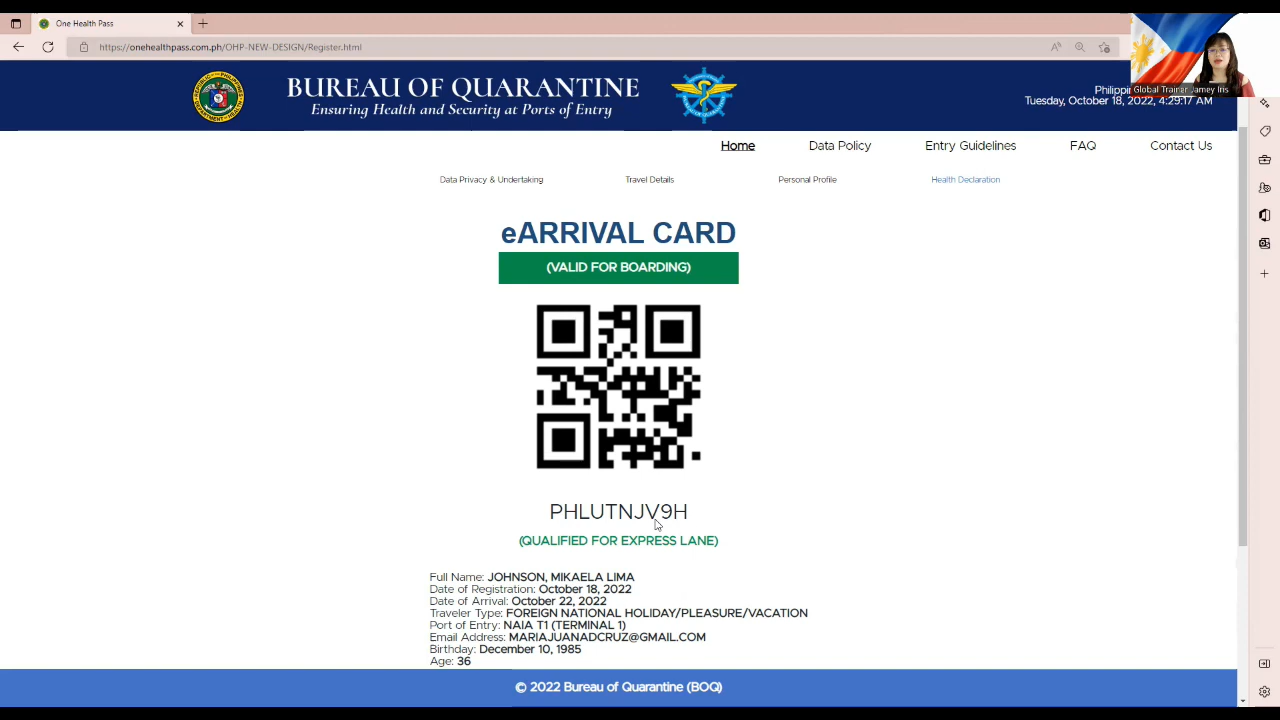 One Health Pass
https://onehealthpass.com.ph/OHP-NEW-DESIGN/Register.html
Global Trainer Jamey Iris
BUREAU OF QUARANTINE
Ensuring Health and Security at Ports of Entry
Tuesday, October 18, 2022, 4:29:17 AM
Home
Data Policy
Entry Guidelines
FAQ
Contact Us
Data Privacy & Undertaking
Travel Details
Personal Profile
Health Declaration
eARRIVAL CARD
(VALID FOR BOARDING)
PHLUTNJV9H
(QUALIFIED FOR EXPRESS LANE)
Full Name: JOHNSON, MIKAELA LIMA
Date of Registration: October 18, 2022
Date of Arrival: October 22, 2022
Traveler Type: FOREIGN NATIONAL HOLIDAY/PLEASURE/VACATION
Port of Entry: NAIA T1 (TERMINAL 1)
Email Address: MARIAJUANADCRUZ@GMAIL.COM
Birthday: December 10, 1985
Age: 36
© 2022 Bureau of Quarantine (BOQ)